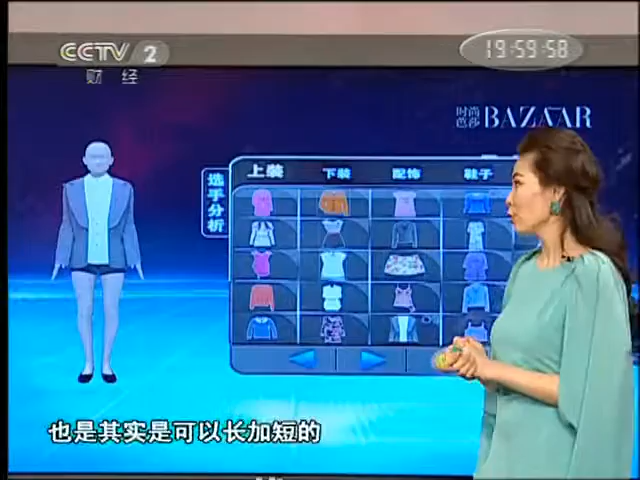 CCTV 2
财 经
19:59:58
时尚
芭莎
BAZAAR
上装 下装 配饰 鞋子
选手分析
也是其实是可以长加短的